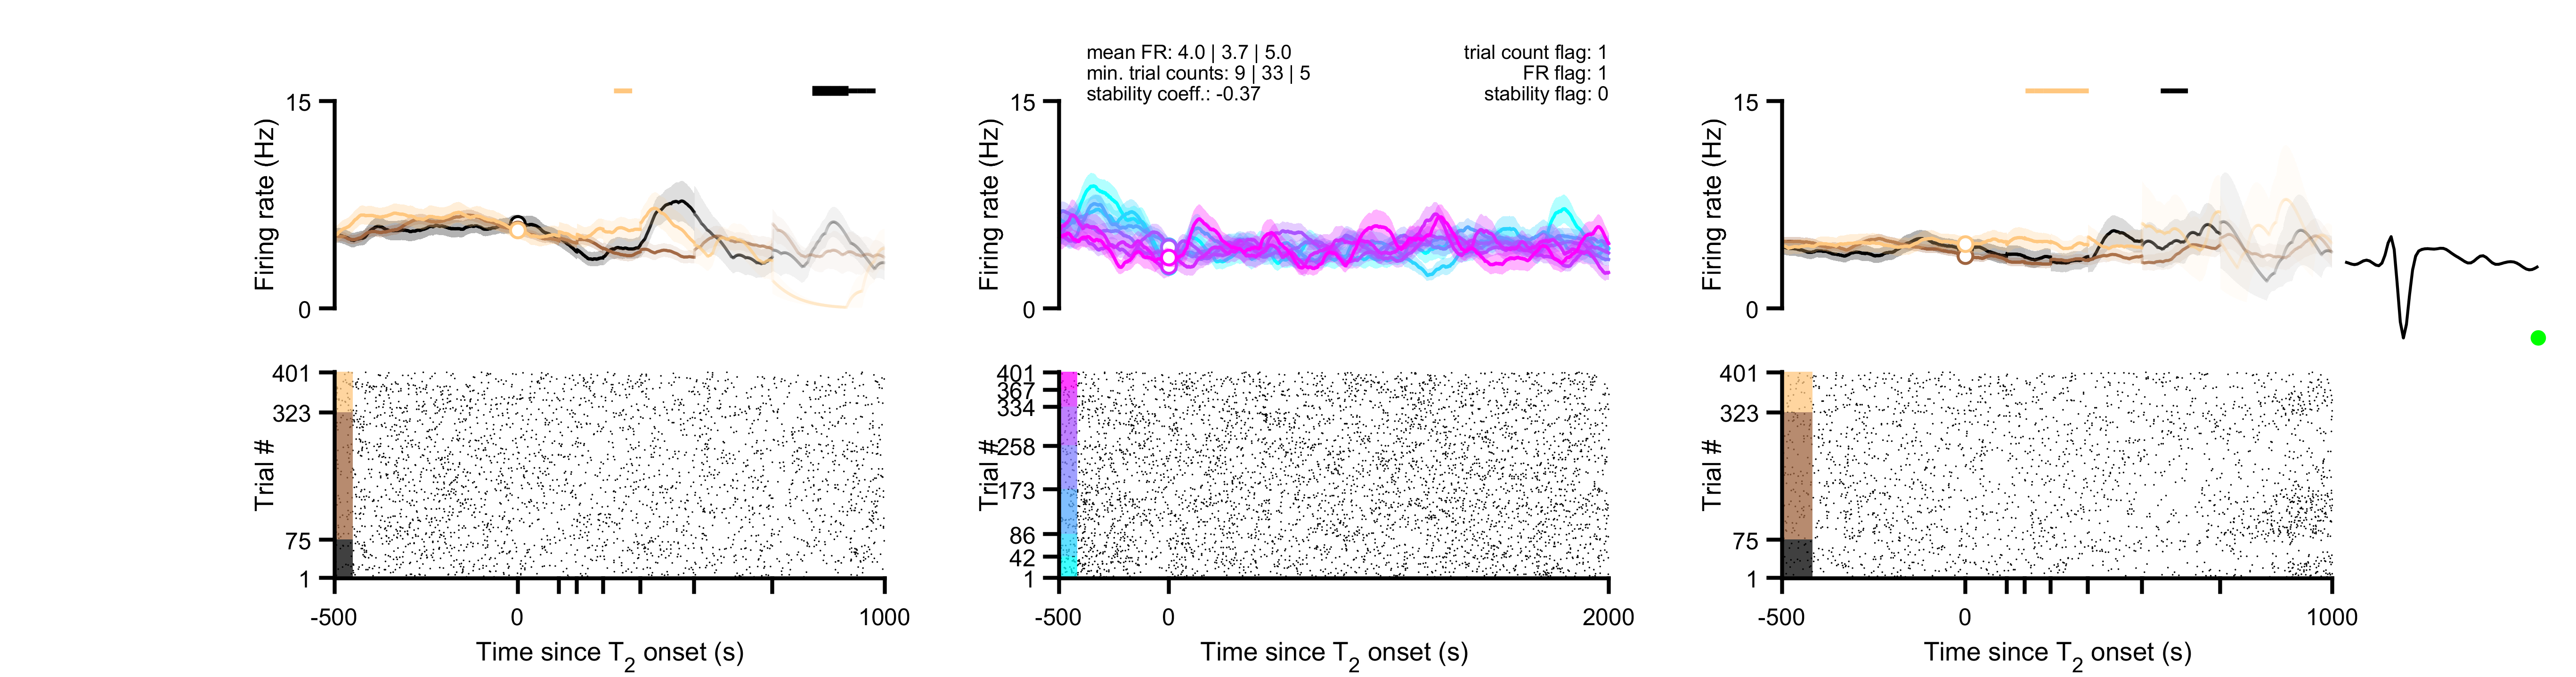 mean FR: 4.0 | 3.7 | 5.0
min. trial counts: 9 | 33 | 5
stability coeff.: -0.37
trial count flag: 1
FR flag: 1
stability flag: 0
15
Firing rate (Hz)
0
15
Firing rate (Hz)
0
15
Firing rate (Hz)
0
401
323
Trial #
75
1
-500
0
1000
Time since T2 onset (s)
401
367
334
258
Trial #
173
86
42
1
-500
0
2000
Time since T2 onset (s)
401
323
Trial #
75
1
-500
0
1000
Time since T2 onset (s)